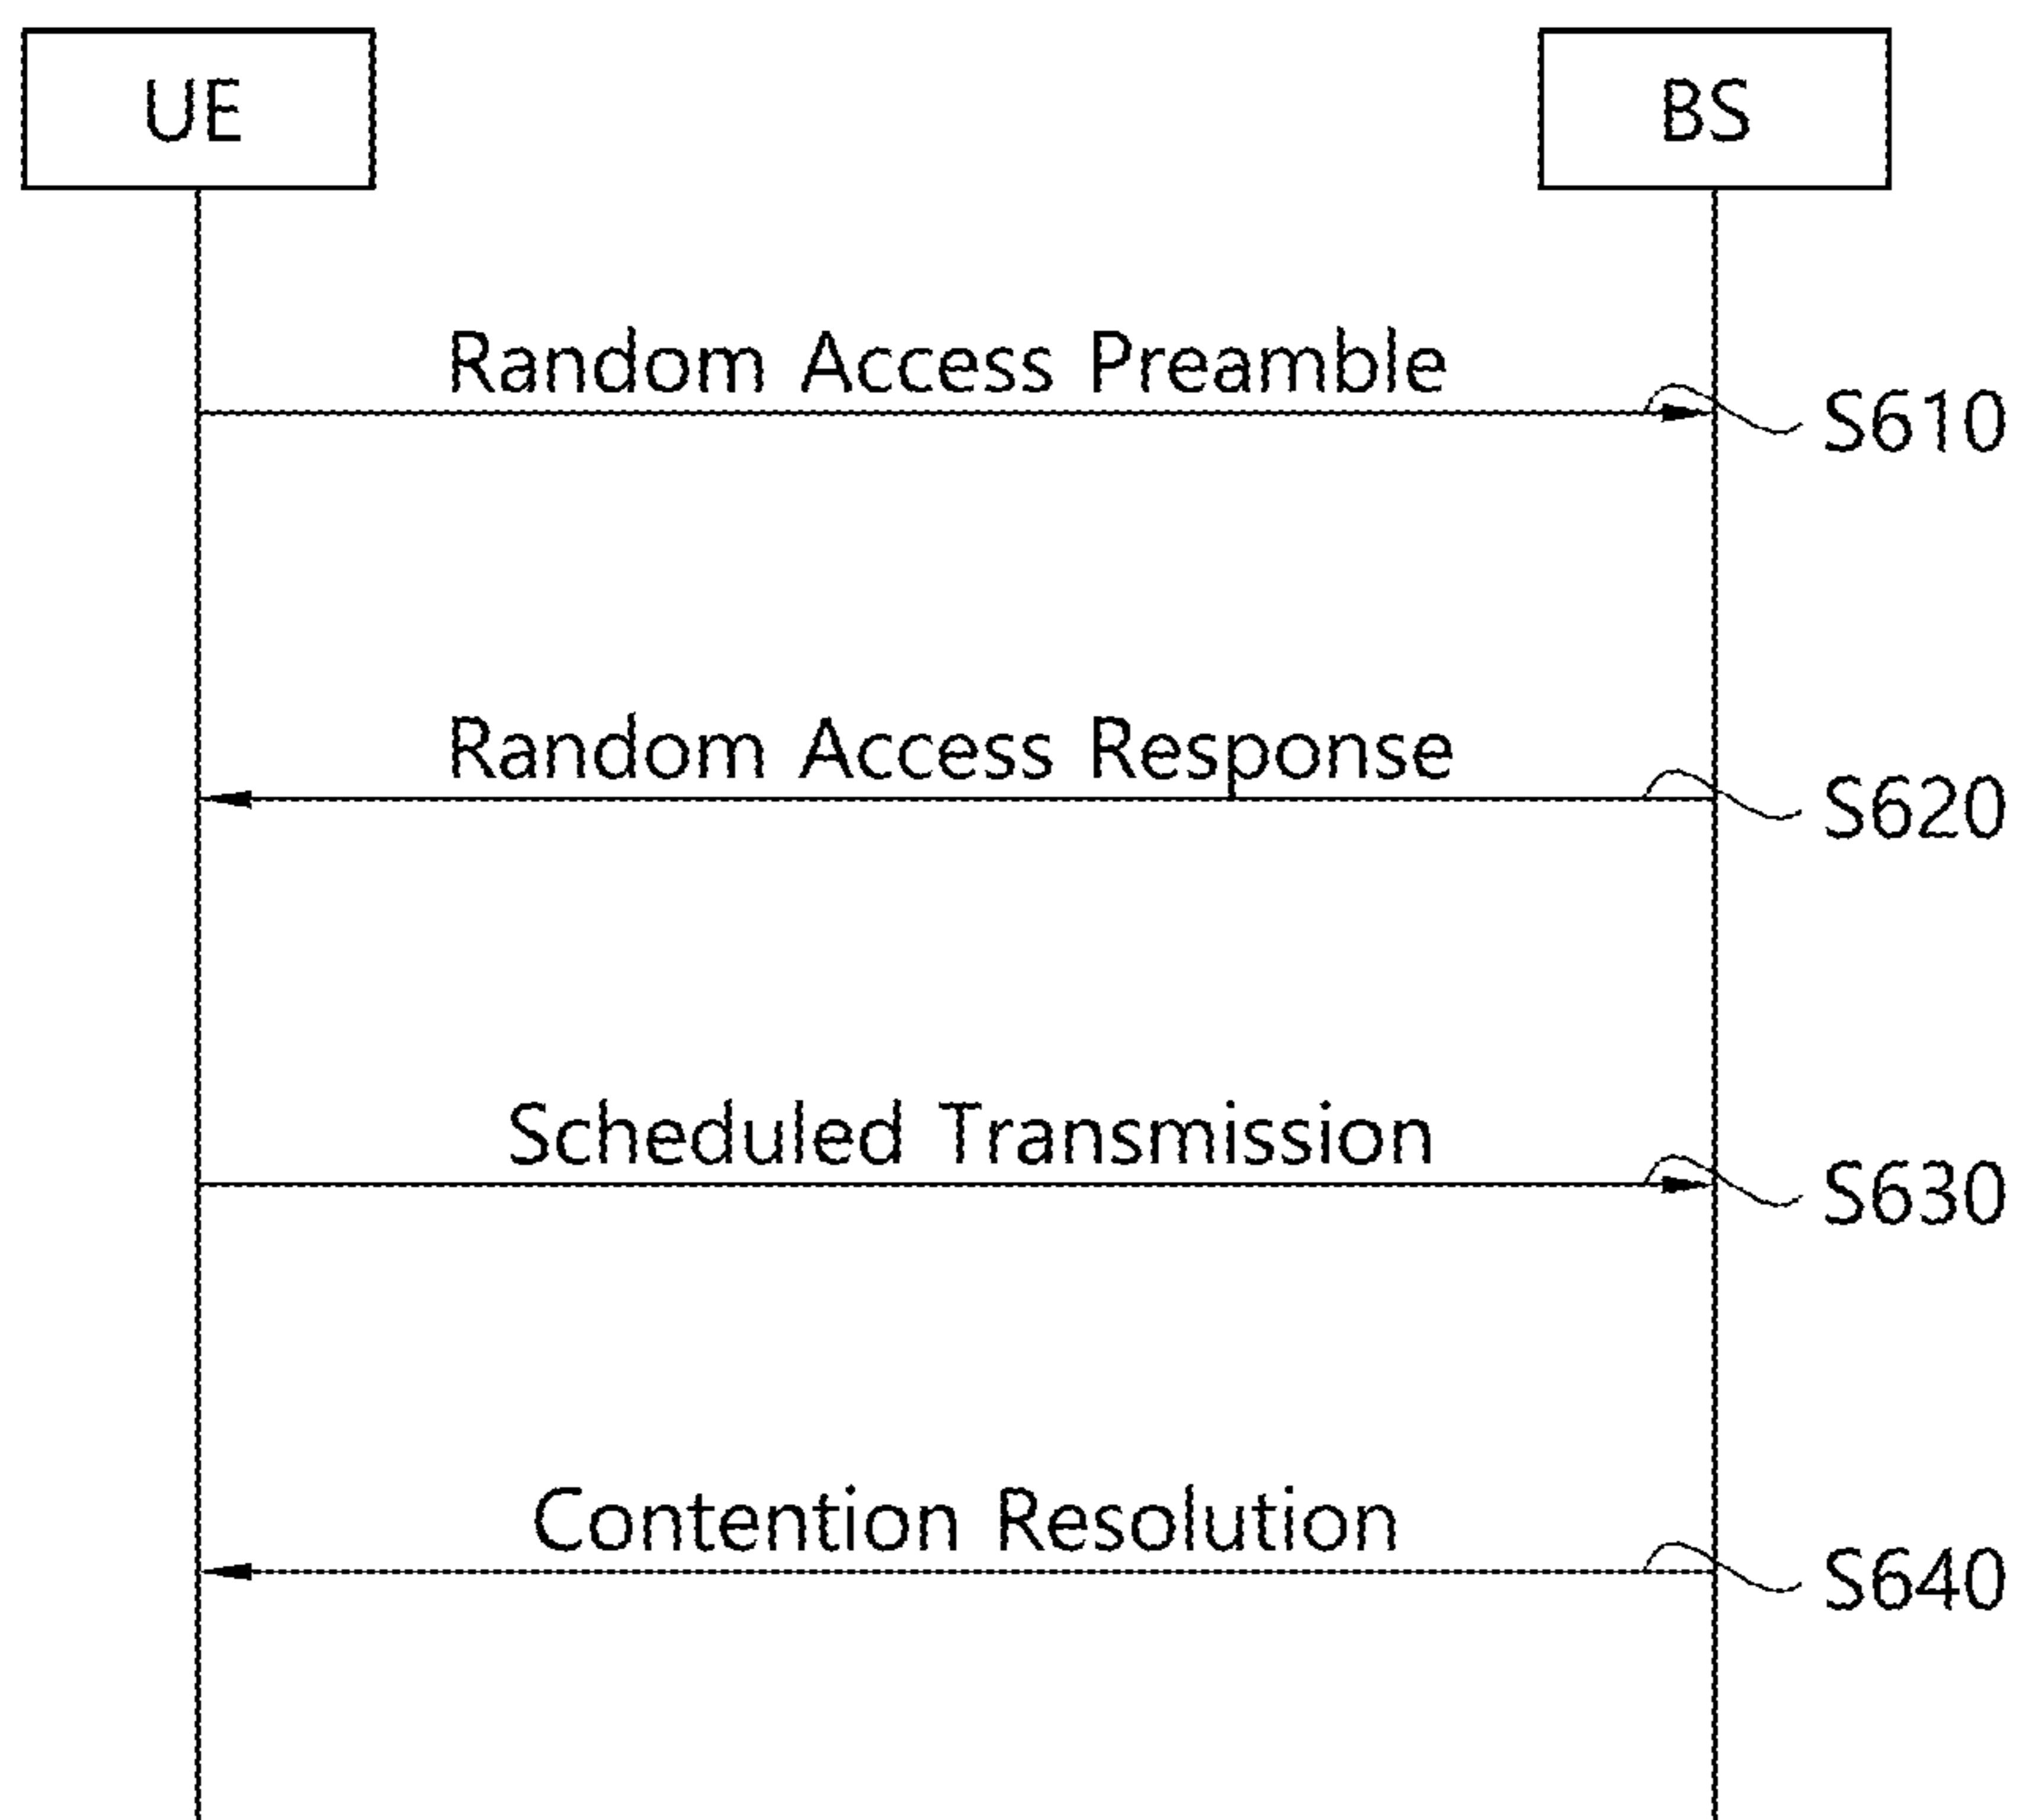 UE
BS
Random Access Preamble
S610
Random Access Response
S620
Scheduled Transmission
S630
Contention Resolution
S640